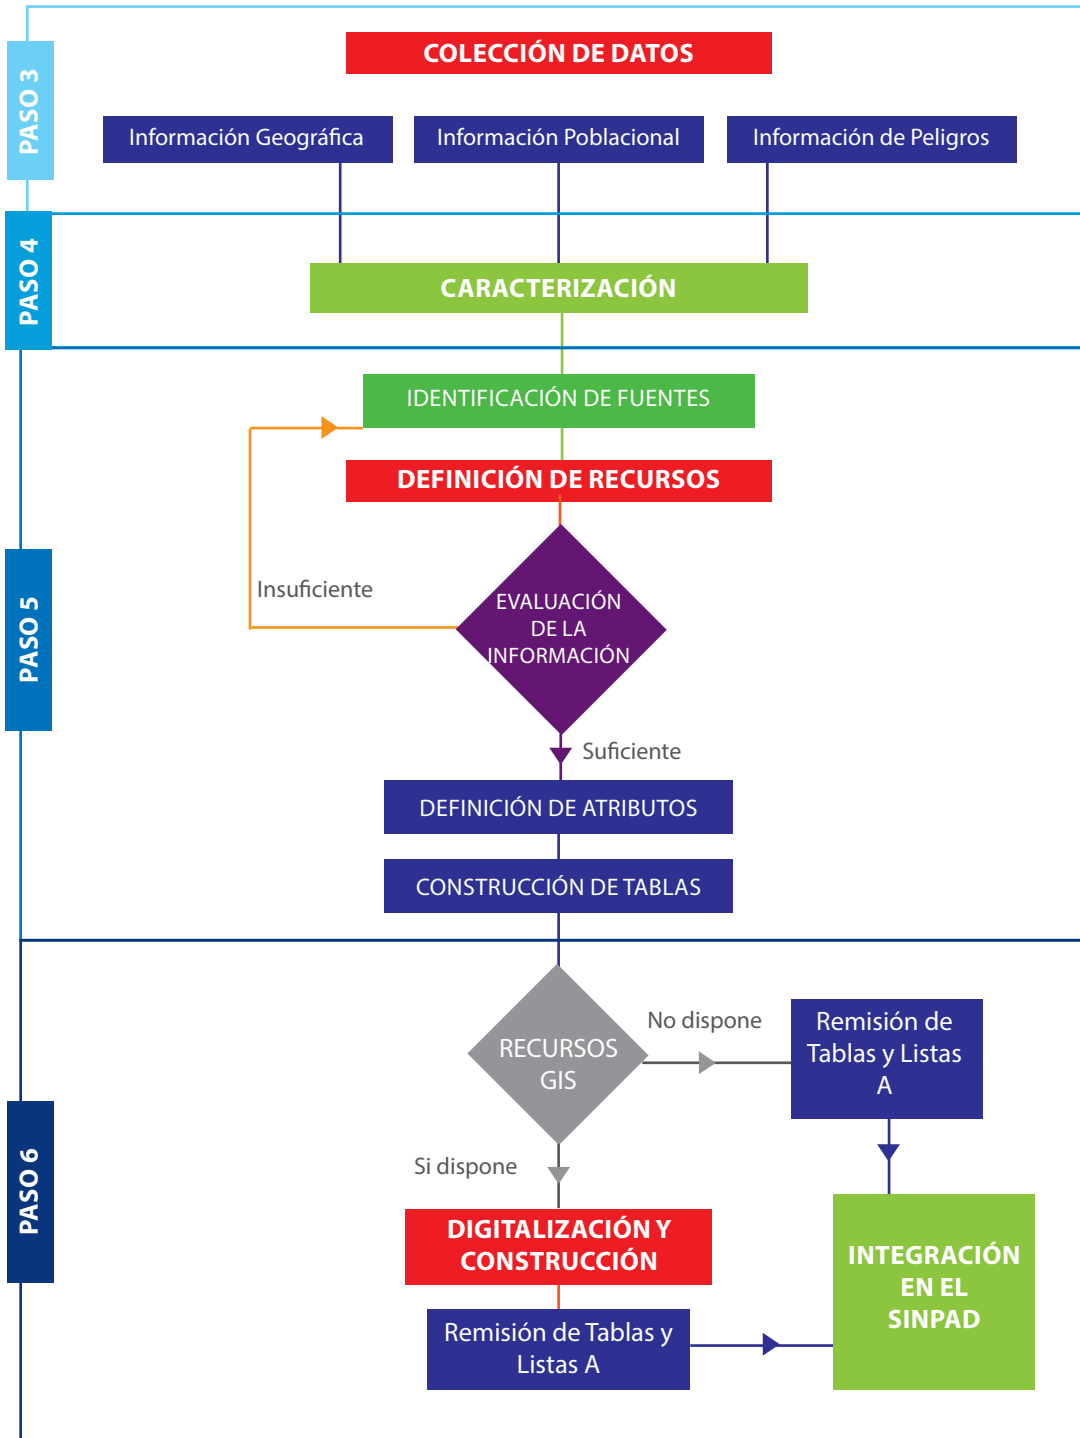 PASO 3
COLECCIÓN DE DATOS
Información Geográfica
Información Poblacional
Información de Peligros
PASO 4
CARACTERIZACIÓN
PASO 5
IDENTIFICACIÓN DE FUENTES
DEFINICIÓN DE RECURSOS
Insuficiente
EVALUACIÓN
DE LA
INFORMACIÓN
Suficiente
DEFINICIÓN DE ATRIBUTOS
CONSTRUCCIÓN DE TABLAS
PASO 6
RECURSOS
GIS
No dispone
Remisión de
Tablas y Listas
A
Si dispone
DIGITALIZACIÓN Y
CONSTRUCCIÓN
Remisión de Tablas y
Listas A
INTEGRACIÓN
EN EL
SINPAD